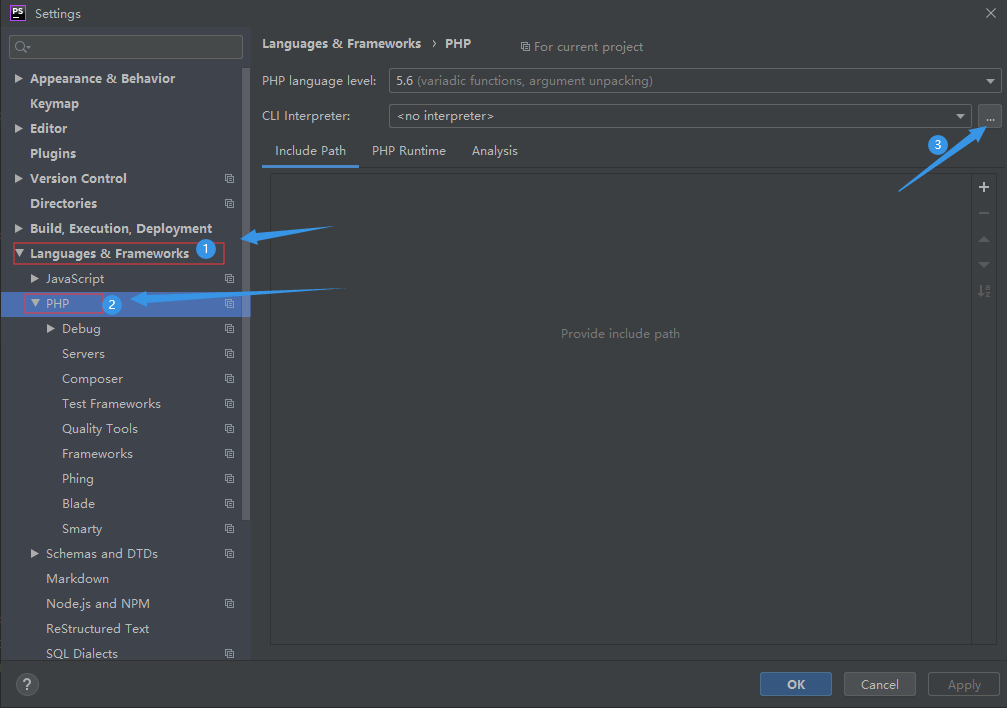 PS Settings
Appearance & Behavior
Keymap
Editor
Plugins
Version Control
Directories
Build, Execution, Deployment
Languages & Frameworks 1
JavaScript
PHP 2
Debug
Servers
Composer
Test Frameworks
Quality Tools
Frameworks
Phing
Blade
Smarty
Schemas and DTDs
Markdown
Node.js and NPM
ReStructured Text
SQL Dialects
Languages & Frameworks › PHP For current project
PHP language level: 5.6 (variadic functions, argument unpacking)
CLI Interpreter: <no interpreter> ...
3
Include Path PHP Runtime Analysis
Provide include path
? OK Cancel Apply